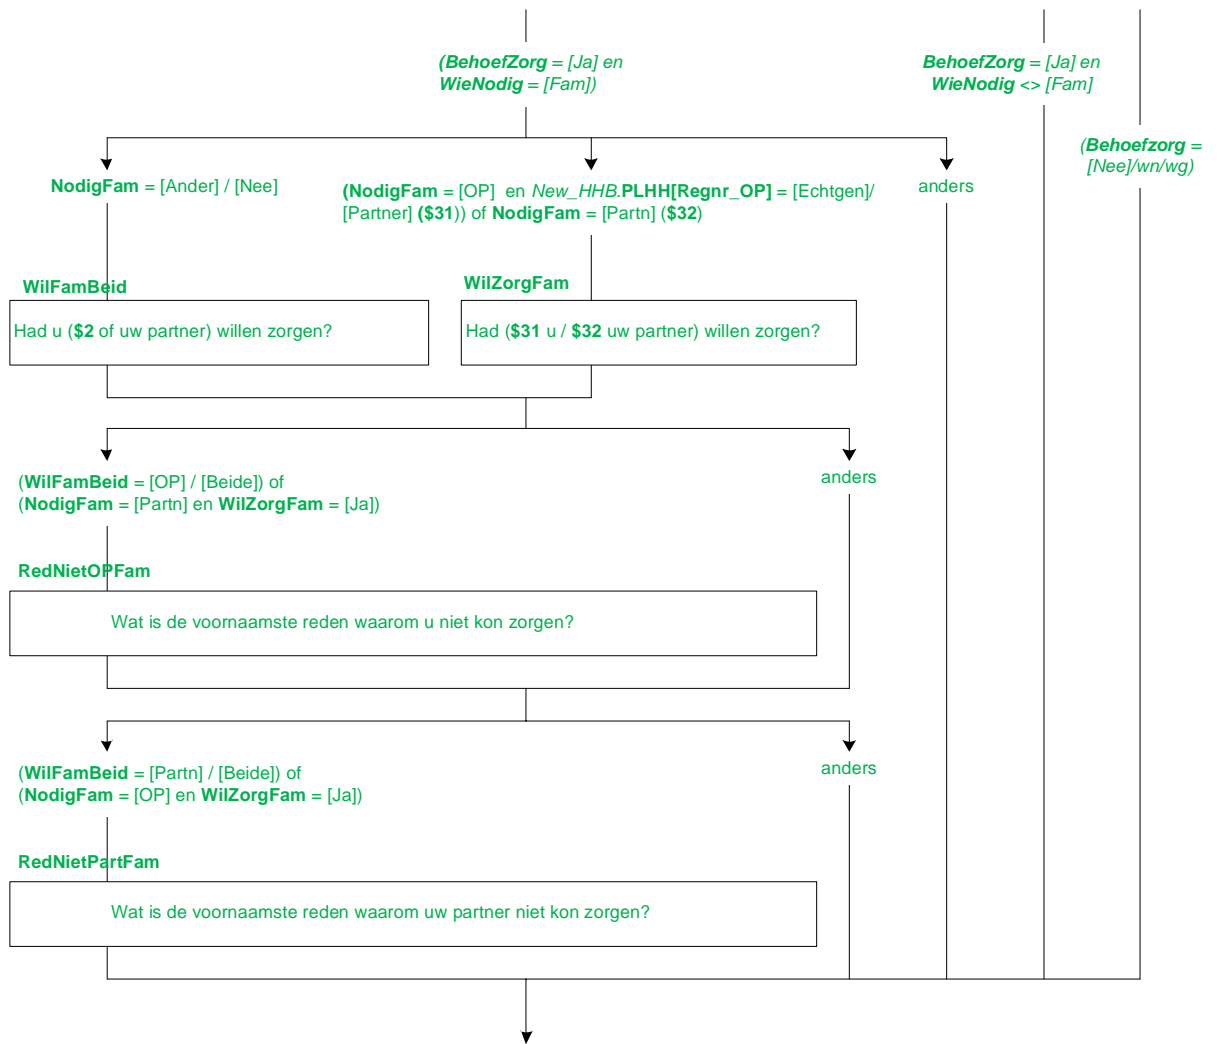 (BehoefZorg = [Ja] en
WieNodig = [Fam])
BehoefZorg = [Ja] en
WieNodig <> [Fam]
(Behoefzorg =
[Nee]/wn/wg)
NodigFam = [Ander] / [Nee]
(NodigFam = [OP] en New_HHB.PLHH[Regnr_OP] = [Echtgen]/
[Partner] ($31)) of NodigFam = [Partn] ($32)
anders
WilFamBeid
Had u ($2 of uw partner) willen zorgen?
WilZorgFam
Had ($31 u / $32 uw partner) willen zorgen?
(WilFamBeid = [OP] / [Beide]) of
(NodigFam = [Partn] en WilZorgFam = [Ja])
anders
RedNietOPFam
Wat is de voornaamste reden waarom u niet kon zorgen?
(WilFamBeid = [Partn] / [Beide]) of
(NodigFam = [OP] en WilZorgFam = [Ja])
anders
RedNietPartFam
Wat is de voornaamste reden waarom uw partner niet kon zorgen?